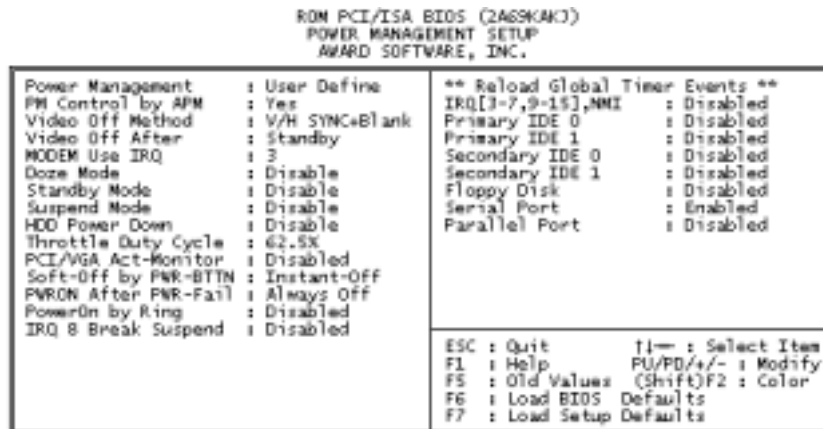 ROM PCI/ISA BIOS (2A69KAKJ)
POWER MANAGEMENT SETUP
AWARD SOFTWARE, INC.
Power Management : User Define
PM Control by APM : Yes
Video Off Method : V/H SYNC+Blank
Video Off After : Standby
MODEM Use IRQ : 3
Doze Mode : Disable
Standby Mode : Disable
Suspend Mode : Disable
HDD Power Down : Disable
Throttle Duty Cycle : 62.5%
PCI/VGA Act-Monitor : Disabled
Soft-Off by PWR-BTTN : Instant-Off
PWRON After PWR-Fail : Always Off
PowerOn by Ring : Disabled
IRQ 8 Break Suspend : Disabled
** Reload Global Timer Events **
IRQ[3-7,9-15],NMI : Disabled
Primary IDE 0 : Disabled
Primary IDE 1 : Disabled
Secondary IDE 0 : Disabled
Secondary IDE 1 : Disabled
Floppy Disk : Disabled
Serial Port : Enabled
Parallel Port : Disabled
ESC : Quit ↑↓→← : Select Item
F1 : Help PU/PD/+/- : Modify
F5 : Old Values (Shift)F2 : Color
F6 : Load BIOS Defaults
F7 : Load Setup Defaults